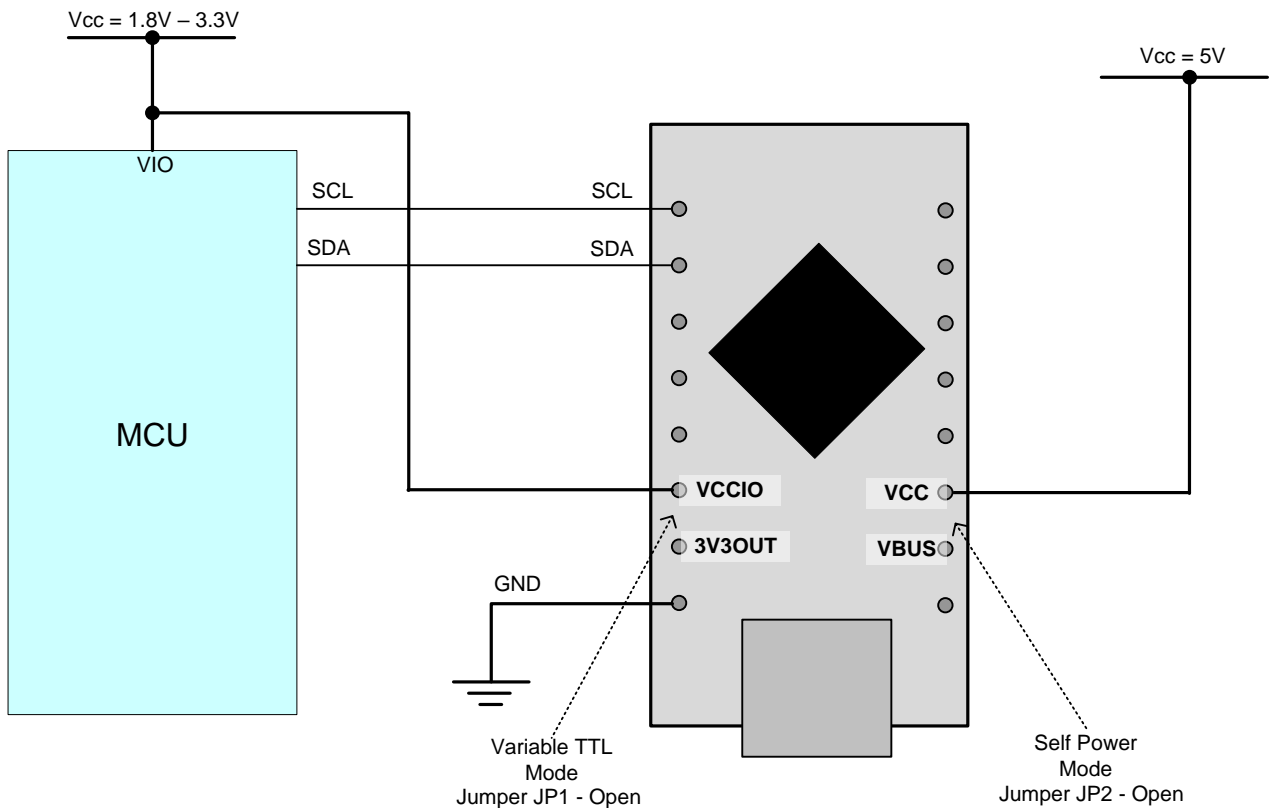 Vcc = 1.8V – 3.3V
Vcc = 5V
VIO
SCL
SCL
SDA
SDA
MCU
VCCIO
VCC
3V3OUT
VBUS
GND
Variable TTL
Mode
Jumper JP1 - Open
Self Power
Mode
Jumper JP2 - Open